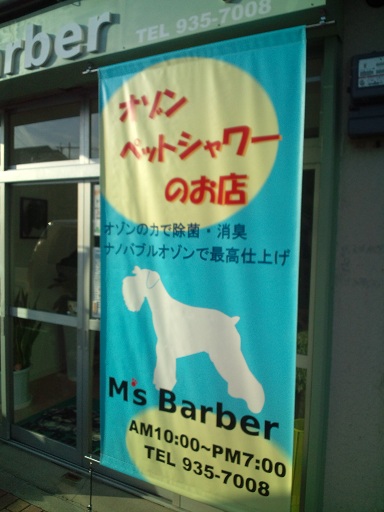 Barber
TEL 935-7008
オゾン
ペットシャワー
のお店
オゾンの力で除菌・消臭
ナノバブルオゾンで最高仕上げ
M's Barber
AM10:00~PM7:00
TEL 935-7008